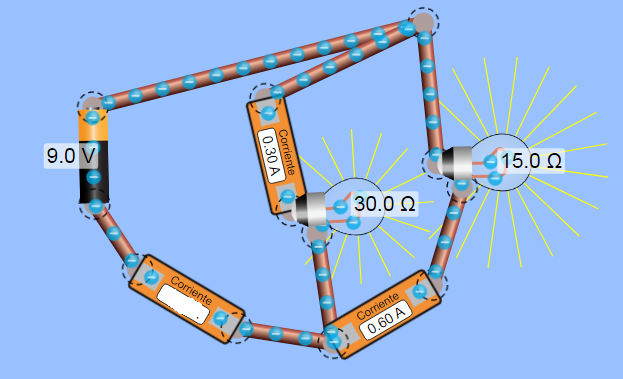 9.0 V
Corriente
0.30 A
30.0 Ω
15.0 Ω
Corriente
Corriente
0.60 A